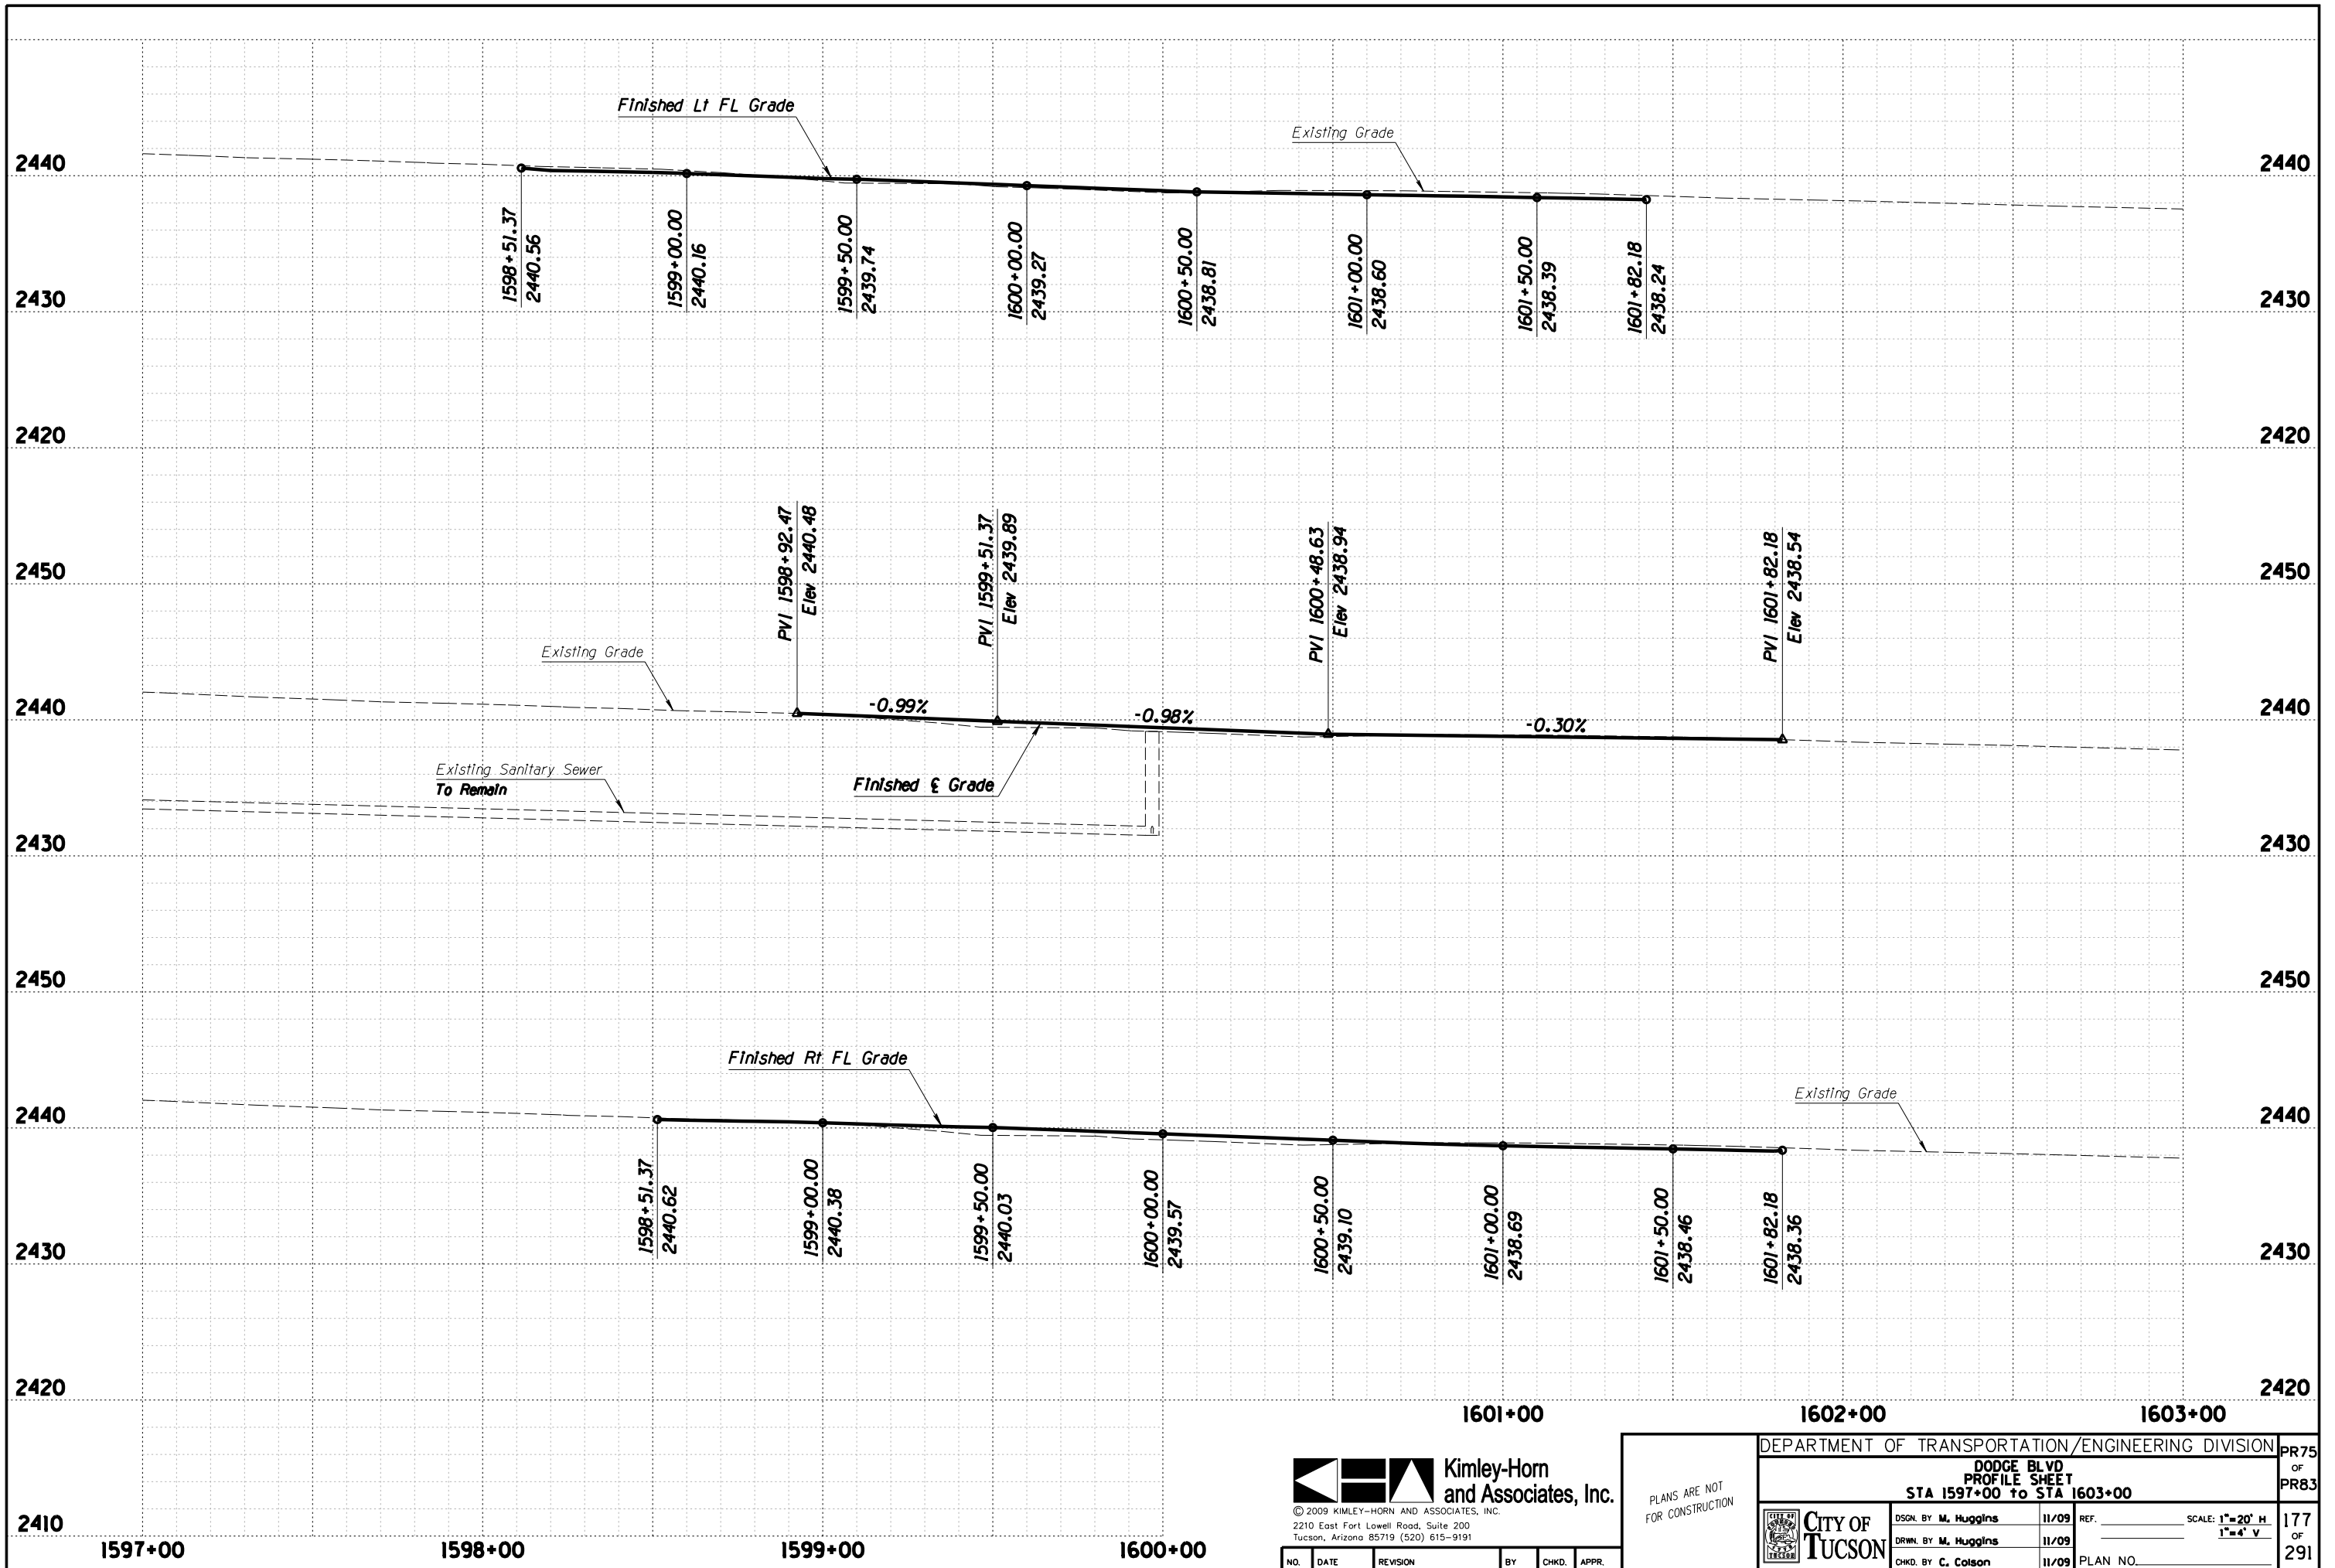 Finished Lt FL Grade
Existing Grade
2440
2440
1598+51.37
2440.56
1599+00.00
2440.16
1599+50.00
2439.74
1600+00.00
2439.27
1600+50.00
2438.81
1601+00.00
2438.60
1601+50.00
2438.39
1601+82.18
2438.24
2430
2430
2420
2420
PVI 1598+92.47
Elev 2440.48
PVI 1599+51.37
Elev 2439.89
PVI 1600+48.63
Elev 2438.94
PVI 1601+82.18
Elev 2438.54
2450
2450
Existing Grade
2440
2440
-0.99%
-0.98%
-0.30%
Existing Sanitary Sewer
To Remain
Finished ℄ Grade
2430
2430
2450
2450
Finished Rt FL Grade
Existing Grade
2440
2440
1598+51.37
2440.62
1599+00.00
2440.38
1599+50.00
2440.03
1600+00.00
2439.57
1600+50.00
2439.10
1601+00.00
2438.69
1601+50.00
2438.46
1601+82.18
2438.36
2430
2430
2420
2420
1601+00
1602+00
1603+00
2410
1597+00
1598+00
1599+00
1600+00
Kimley-Horn
and Associates, Inc.
© 2009 KIMLEY-HORN AND ASSOCIATES, INC.
2210 East Fort Lowell Road, Suite 200
Tucson, Arizona 85719 (520) 615-9191
NO. DATE REVISION BY CHKD. APPR.
PLANS ARE NOT
FOR CONSTRUCTION
DEPARTMENT OF TRANSPORTATION/ENGINEERING DIVISION
DODGE BLVD
PROFILE SHEET
STA 1597+00 to STA 1603+00
PR75
OF
PR83
CITY OF
TUCSON
CITY OF
TUCSON
DSGN. BY M. Huggins 11/09
DRWN. BY M. Huggins 11/09
CHKD. BY C. Colson 11/09
REF.
SCALE: 1"=20' H
1"=4' V
PLAN NO.
177
OF
291